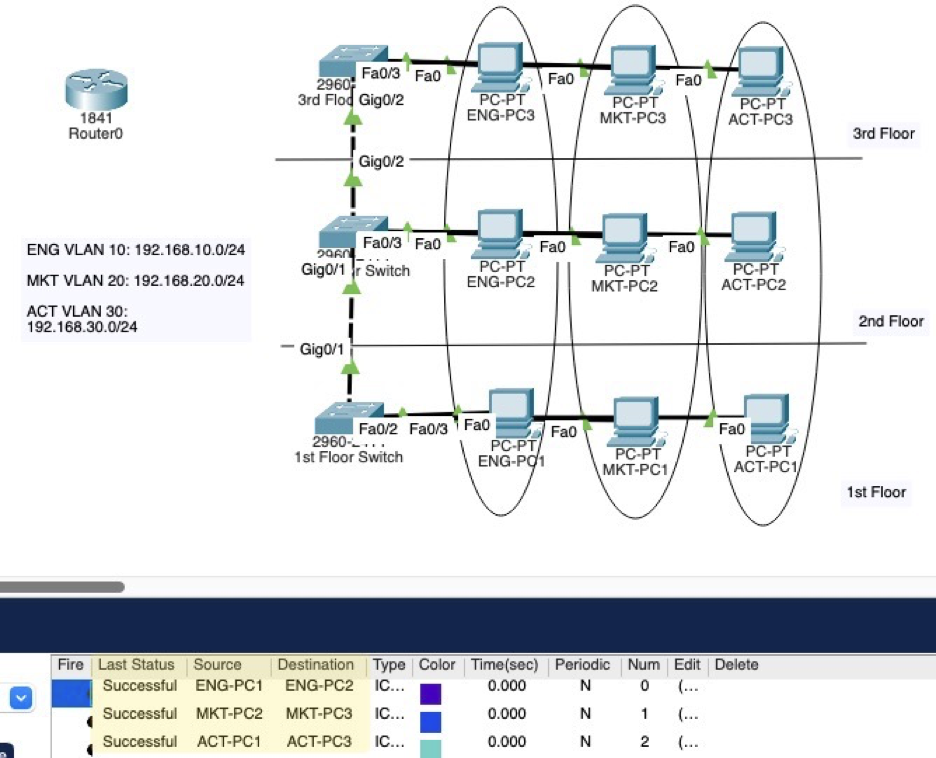 Fa0/3
Fa0
Fa0
Fa0
2960
3rd Floo
Gig0/2
PC-PT
ENG-PC3
PC-PT
MKT-PC3
PC-PT
ACT-PC3
1841
Router0
3rd Floor
Gig0/2
ENG VLAN 10: 192.168.10.0/24
MKT VLAN 20: 192.168.20.0/24
ACT VLAN 30:
192.168.30.0/24
Fa0/3
Fa0
Fa0
Fa0
2960
Gig0/1
r Switch
PC-PT
ENG-PC2
PC-PT
MKT-PC2
PC-PT
ACT-PC2
2nd Floor
Gig0/1
Fa0/2
Fa0/3
Fa0
Fa0
Fa0
2960-
1st Floor Switch
PC-PT
ENG-PC1
PC-PT
MKT-PC1
PC-PT
ACT-PC1
1st Floor
Fire Last Status Source Destination Type Color Time(sec) Periodic Num Edit Delete
Successful ENG-PC1 ENG-PC2 IC... 0.000 N 0 (...
Successful MKT-PC2 MKT-PC3 IC... 0.000 N 1 (...
Successful ACT-PC1 ACT-PC3 IC... 0.000 N 2 (...